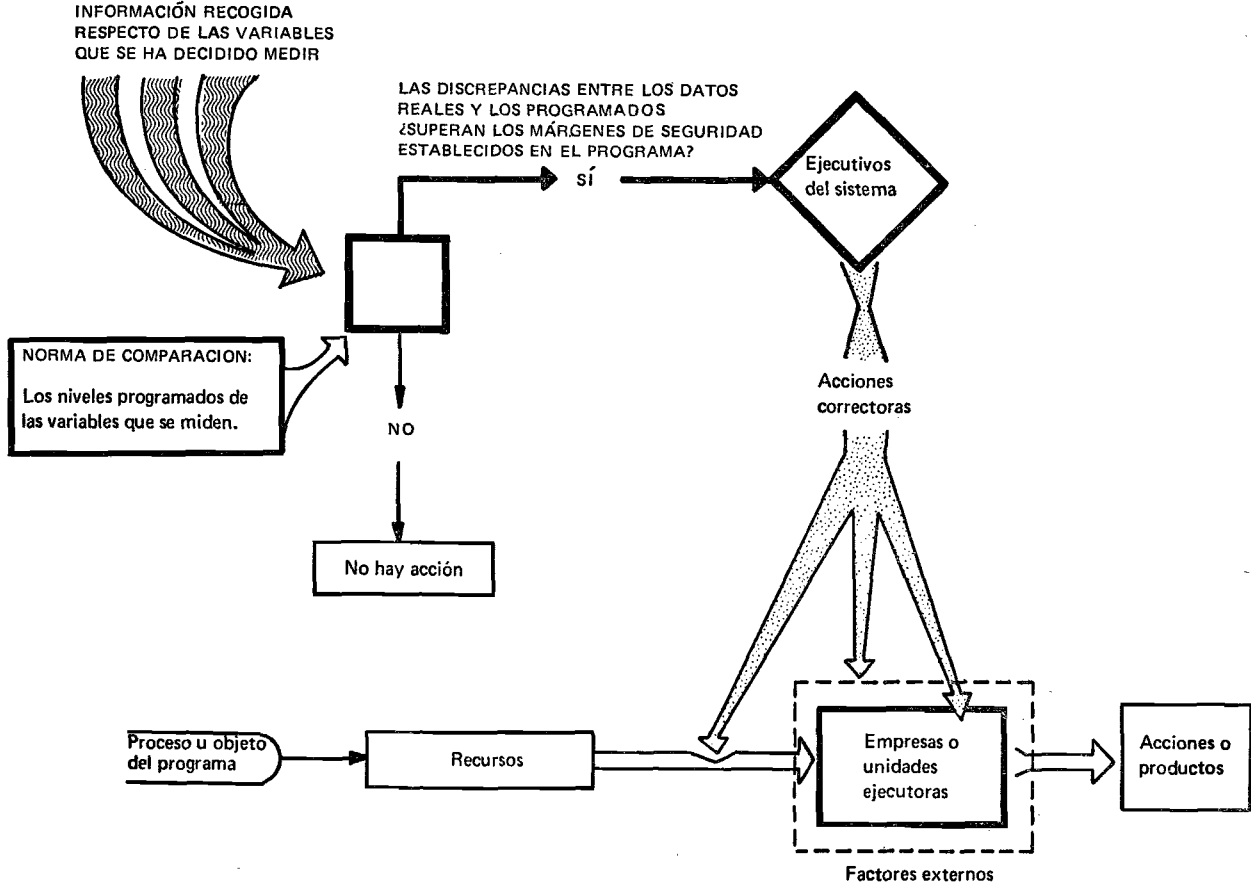 INFORMACIÓN RECOGIDA
RESPECTO DE LAS VARIABLES
QUE SE HA DECIDIDO MEDIR
LAS DISCREPANCIAS ENTRE LOS DATOS
REALES Y LOS PROGRAMADOS
¿SUPERAN LOS MÁRGENES DE SEGURIDAD
ESTABLECIDOS EN EL PROGRAMA?
SÍ
Ejecutivos
del sistema
NORMA DE COMPARACION:
Los niveles programados de
las variables que se miden.
NO
No hay acción
Acciones
correctoras
Proceso u objeto
del programa
Recursos
Empresas o
unidades
ejecutoras
Acciones o
productos
Factores externos